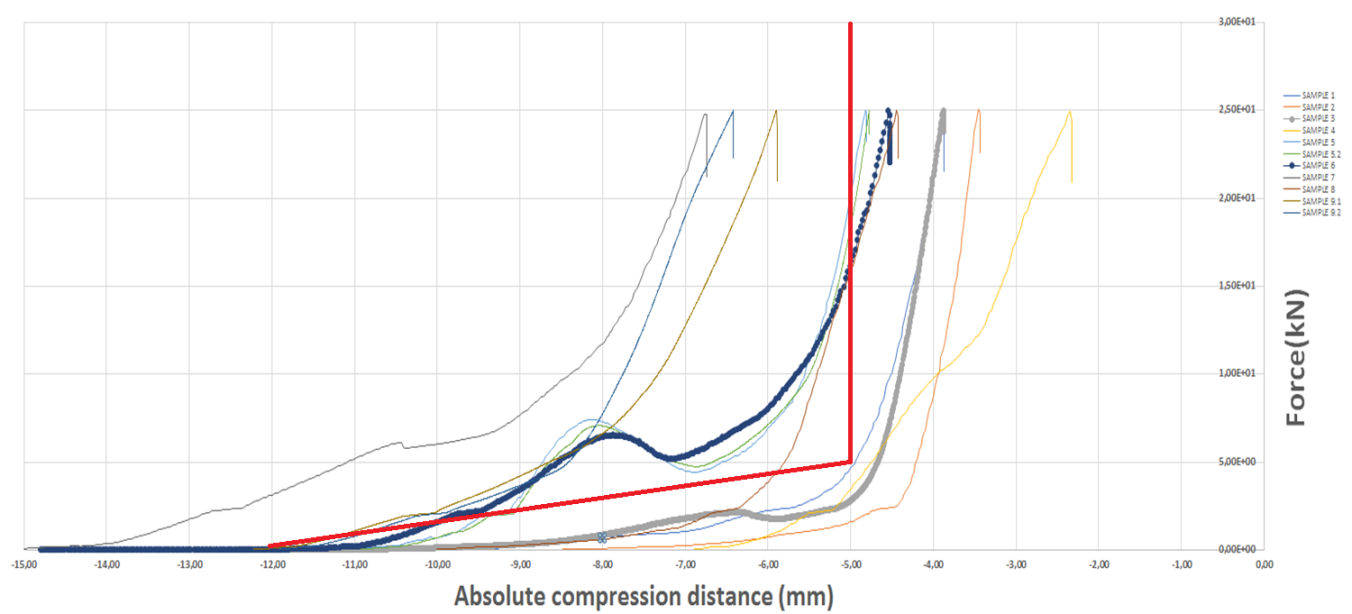 3,00E+01
2,50E+01
2,00E+01
1,50E+01
1,00E+01
5,00E+00
0,00E+00
Force(kN)
SAMPLE 1
SAMPLE 2
SAMPLE 3
SAMPLE 4
SAMPLE 5
SAMPLE 5.2
SAMPLE 6
SAMPLE 7
SAMPLE 8
SAMPLE 9.1
SAMPLE 9.2
-15,00 -14,00 -13,00 -12,00 -11,00 -10,00 -9,00 -8,00 -7,00 -6,00 -5,00 -4,00 -3,00 -2,00 -1,00 0,00
Absolute compression distance (mm)